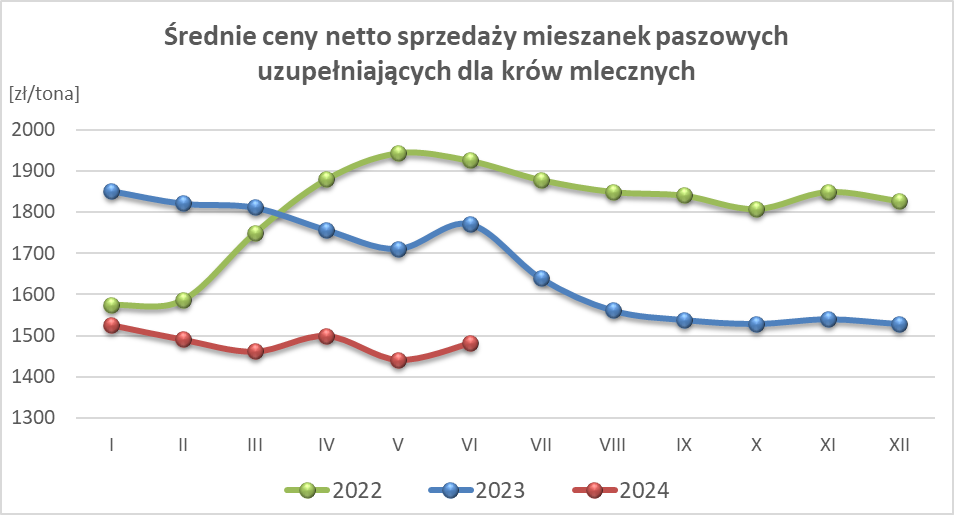 Średnie ceny netto sprzedaży mieszanek paszowych
uzupełniających dla krów mlecznych
[zł/tona]
2000
1900
1800
1700
1600
1500
1400
1300
I II III IV V VI VII VIII IX X XI XII
2022 2023 2024